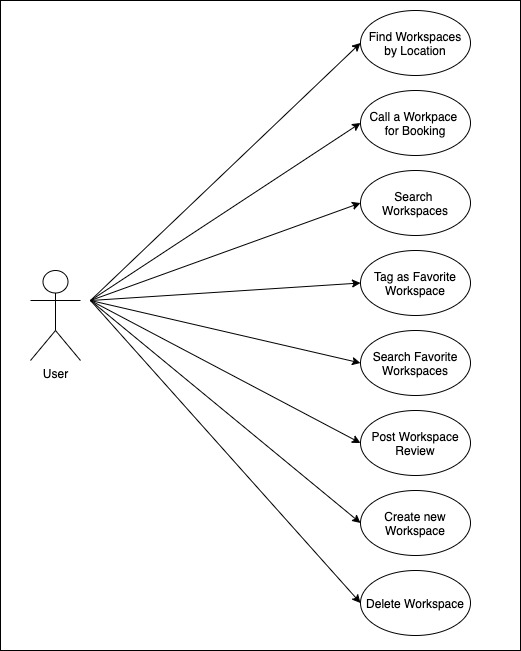 Find Workspaces
by Location
Call a Workpace
for Booking
Search
Workspaces
Tag as Favorite
Workspace
Search Favorite
Workspaces
User
Post Workspace
Review
Create new
Workspace
Delete Workspace